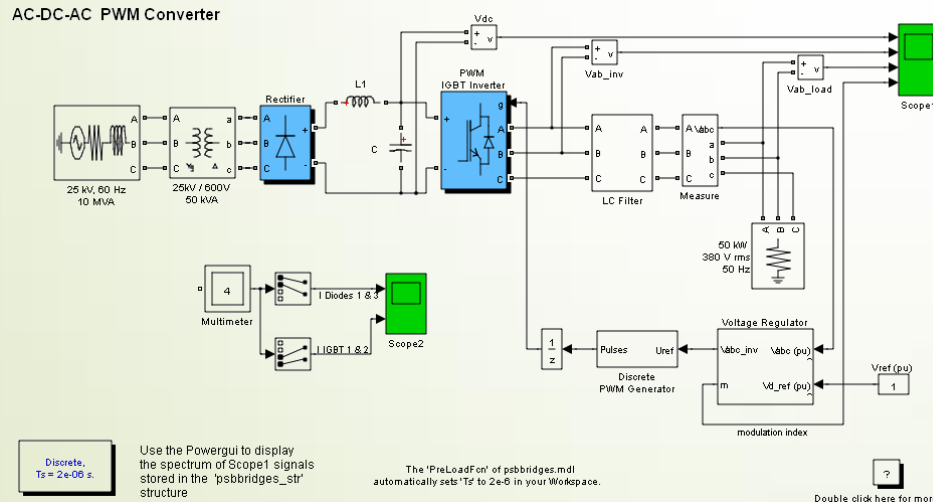 AC-DC-AC PWM Converter
Vdc
+
-
v
+
-
v
Vab_inv
+
-
v
Vab_load
Scope1
L1
PWM
IGBT Inverter
Rectifier
A
B
C
25 kV, 60 Hz
10 MVA
A
B
C
a
b
c
Yg
25kV / 600V
50 kVA
A
B
C
+
-
C
+
g
+
-
A
B
C
A
B
C
A
B
C
LC Filter
A
B
C
Vabc
a
b
c
Measure
A B C
50 kW
380 V rms
50 Hz
4
Multimeter
I Diodes 1 & 3
I IGBT 1 & 2
Scope2
1
z
Pulses
Uref
Discrete
PWM Generator
Voltage Regulator
Vabc_inv
Vabc (pu)
m
Vd_ref (pu)
Vref (pu)
1
modulation index
Discrete,
Ts = 2e-06 s.
Use the Powergui to display
the spectrum of Scope1 signals
stored in the 'psbbridges_str'
structure
The 'PreLoadFcn' of psbbridges.mdl
automatically sets 'Ts' to 2e-6 in your Workspace.
?
Double click here for mor